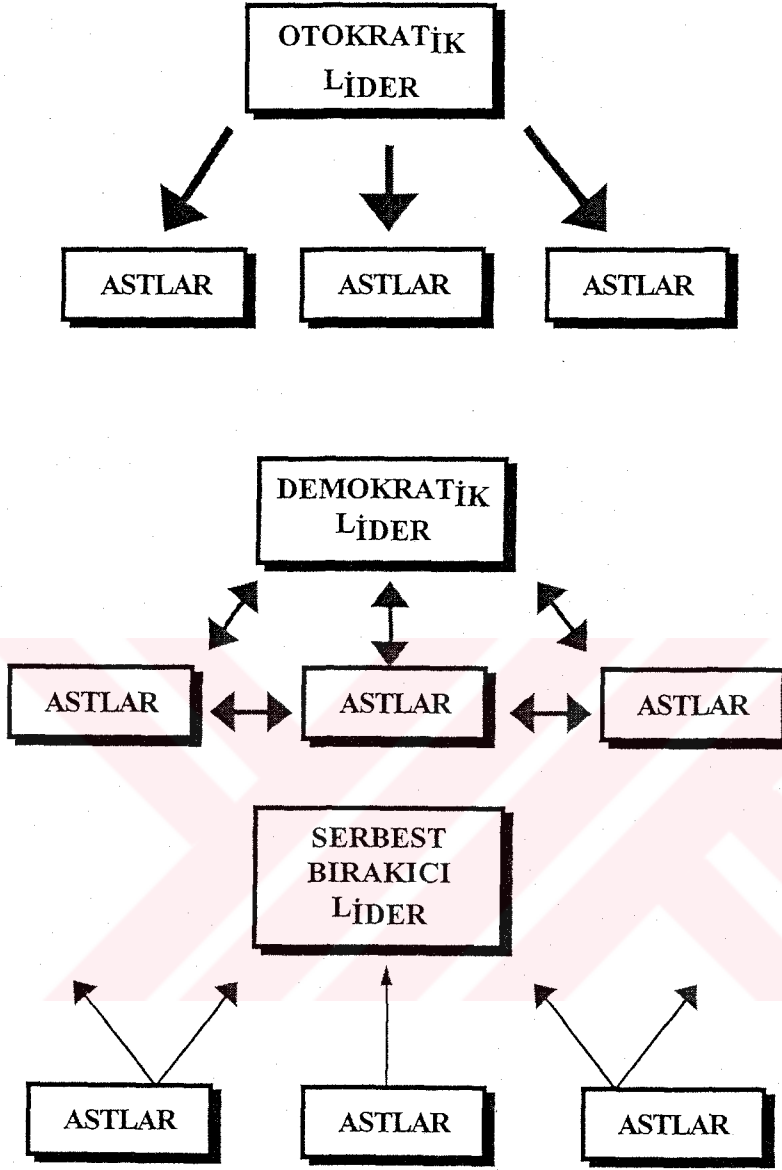 OTOKRATİK
LİDER
ASTLAR ASTLAR ASTLAR
DEMOKRATİK
LİDER
ASTLAR ASTLAR ASTLAR
SERBEST
BIRAKICI
LİDER
ASTLAR ASTLAR ASTLAR